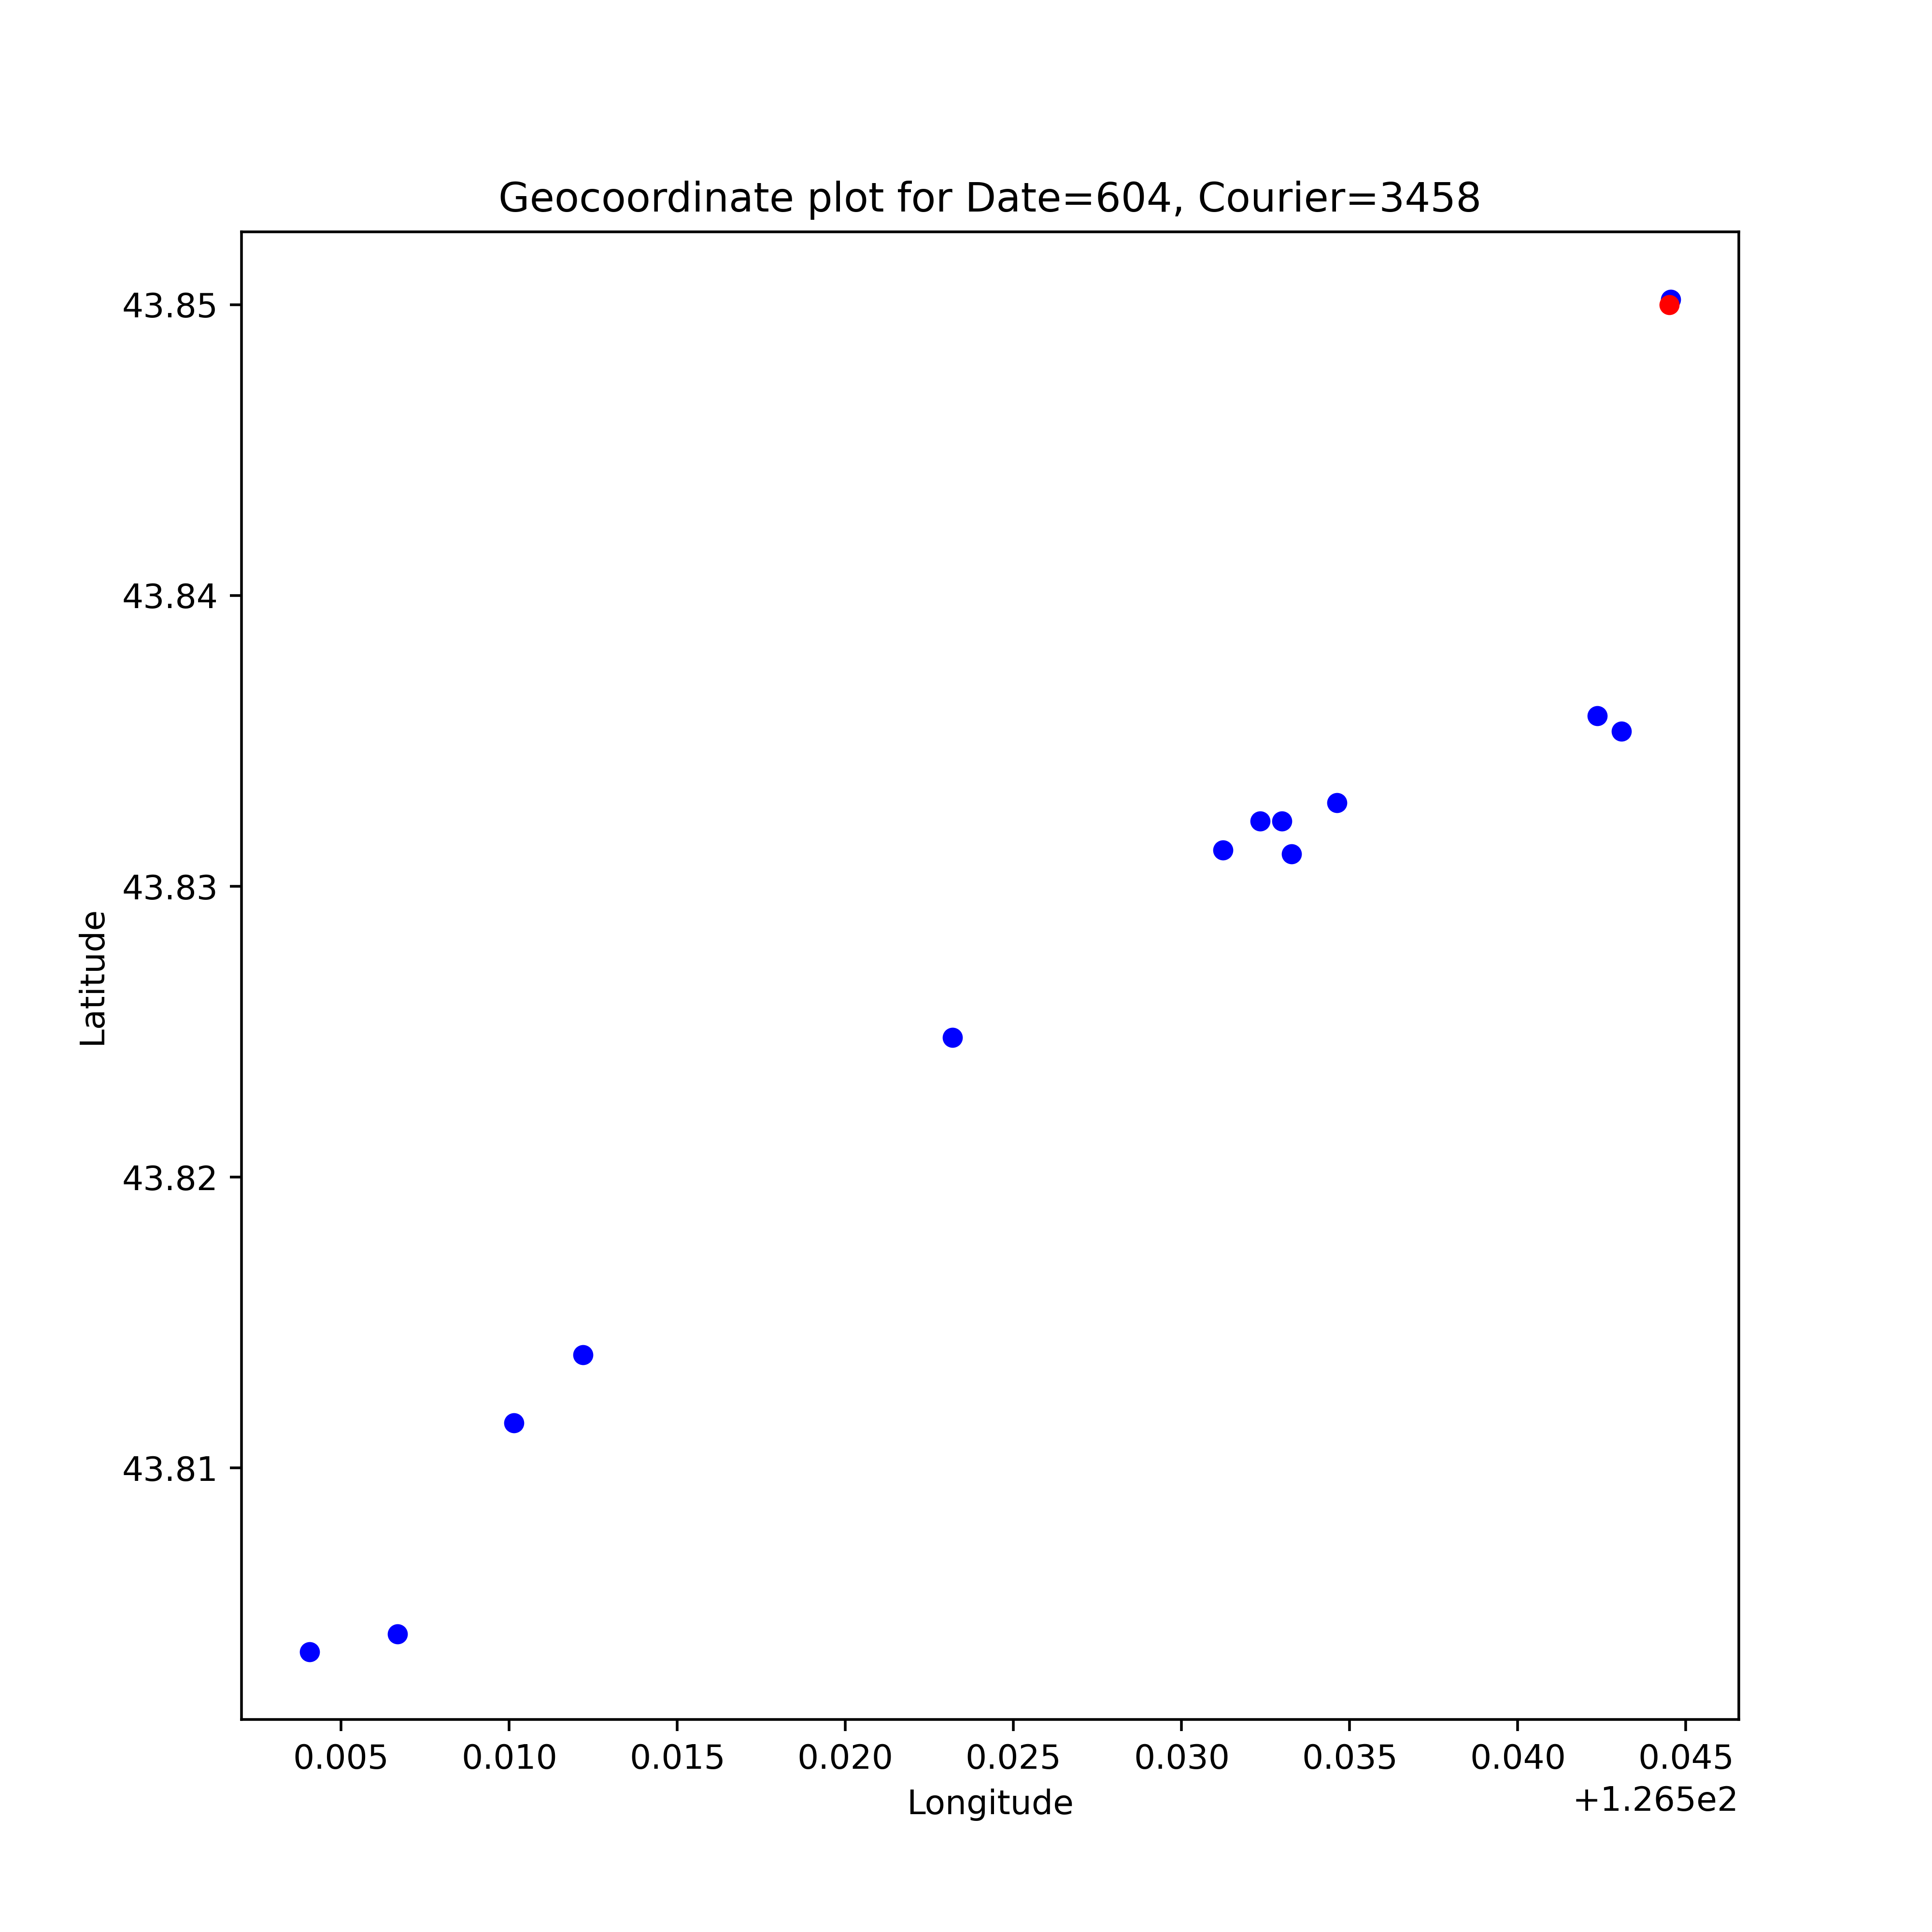 Geocoordinate plot for Date=604, Courier=3458
43.85
43.84
43.83
43.82
43.81
Latitude
0.005 0.010 0.015 0.020 0.025 0.030 0.035 0.040 0.045
Longitude
+1.265e2